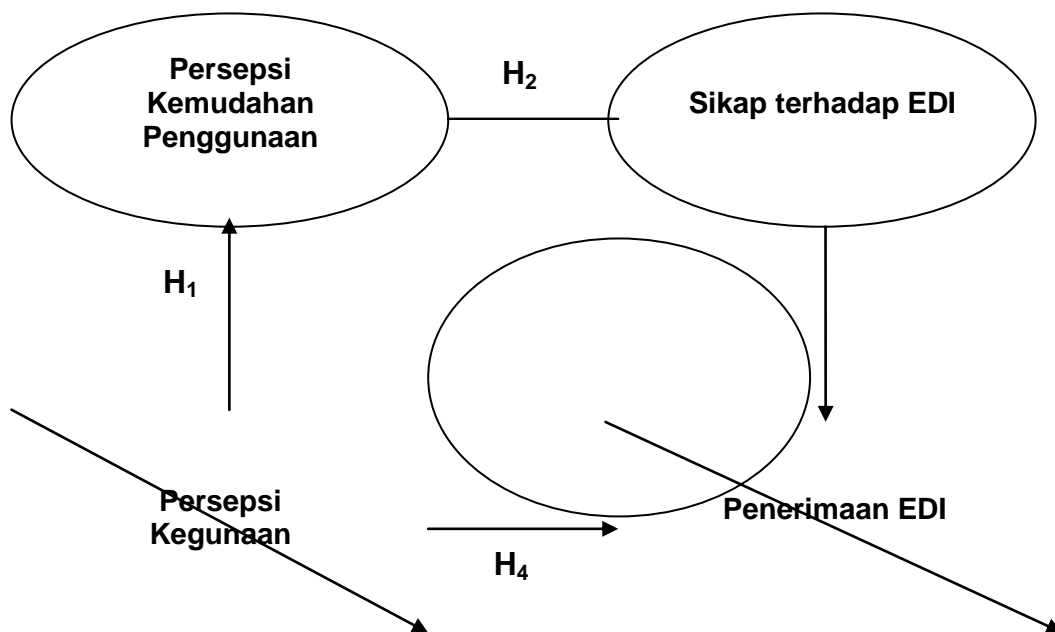 Persepsi
Kemudahan
Penggunaan
H₂
Sikap terhadap EDI
H₁
Persepsi
Kegunaan
H₄
Penerimaan EDI